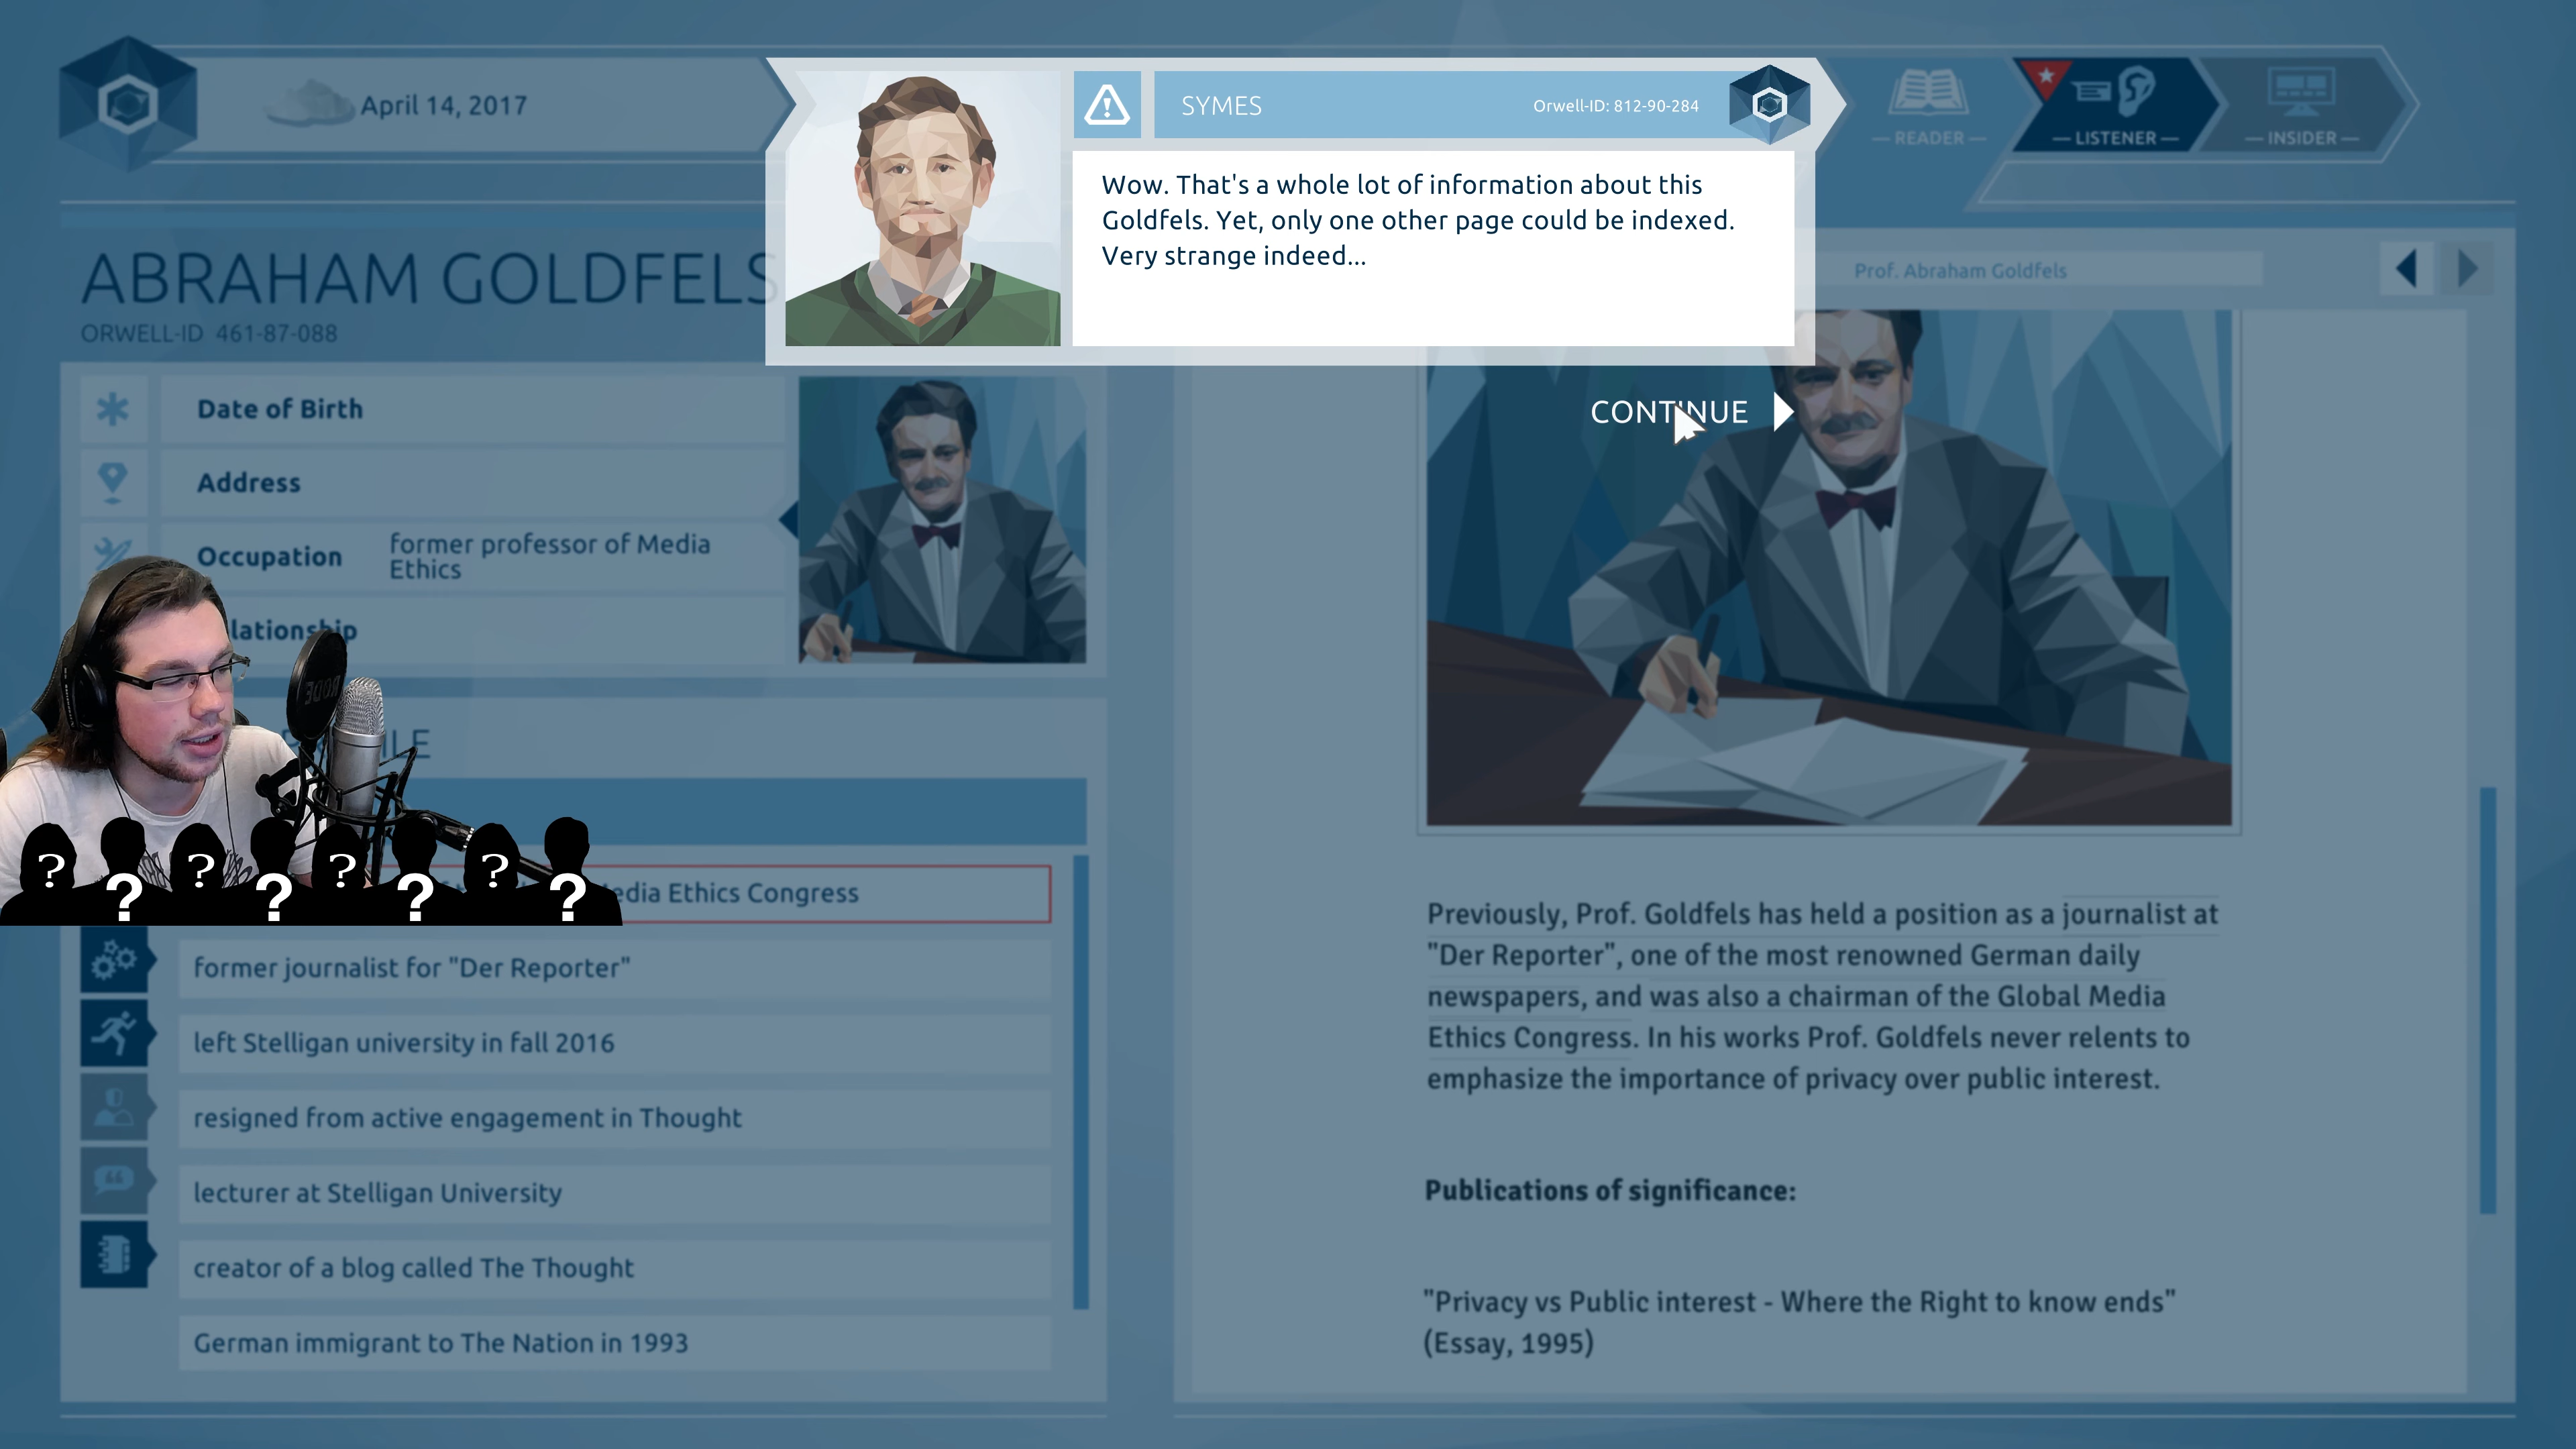 April 14, 2017
SYMES
Orwell-ID: 812-90-284
READER
LISTENER
INSIDER
Wow. That's a whole lot of information about this
Goldfels. Yet, only one other page could be indexed.
Very strange indeed...
CONTINUE
ABRAHAM GOLDFELS
ORWELL-ID 461-87-088
Date of Birth
Address
Occupation
former professor of Media
Ethics
lationship
ILE
RODE
? ? ? ? ? ? ? ?
edia Ethics Congress
former journalist for "Der Reporter"
left Stelligan university in fall 2016
resigned from active engagement in Thought
lecturer at Stelligan University
creator of a blog called The Thought
German immigrant to The Nation in 1993
Prof. Abraham Goldfels
Previously, Prof. Goldfels has held a position as a journalist at
"Der Reporter", one of the most renowned German daily
newspapers, and was also a chairman of the Global Media
Ethics Congress. In his works Prof. Goldfels never relents to
emphasize the importance of privacy over public interest.
Publications of significance:
"Privacy vs Public interest - Where the Right to know ends"
(Essay, 1995)